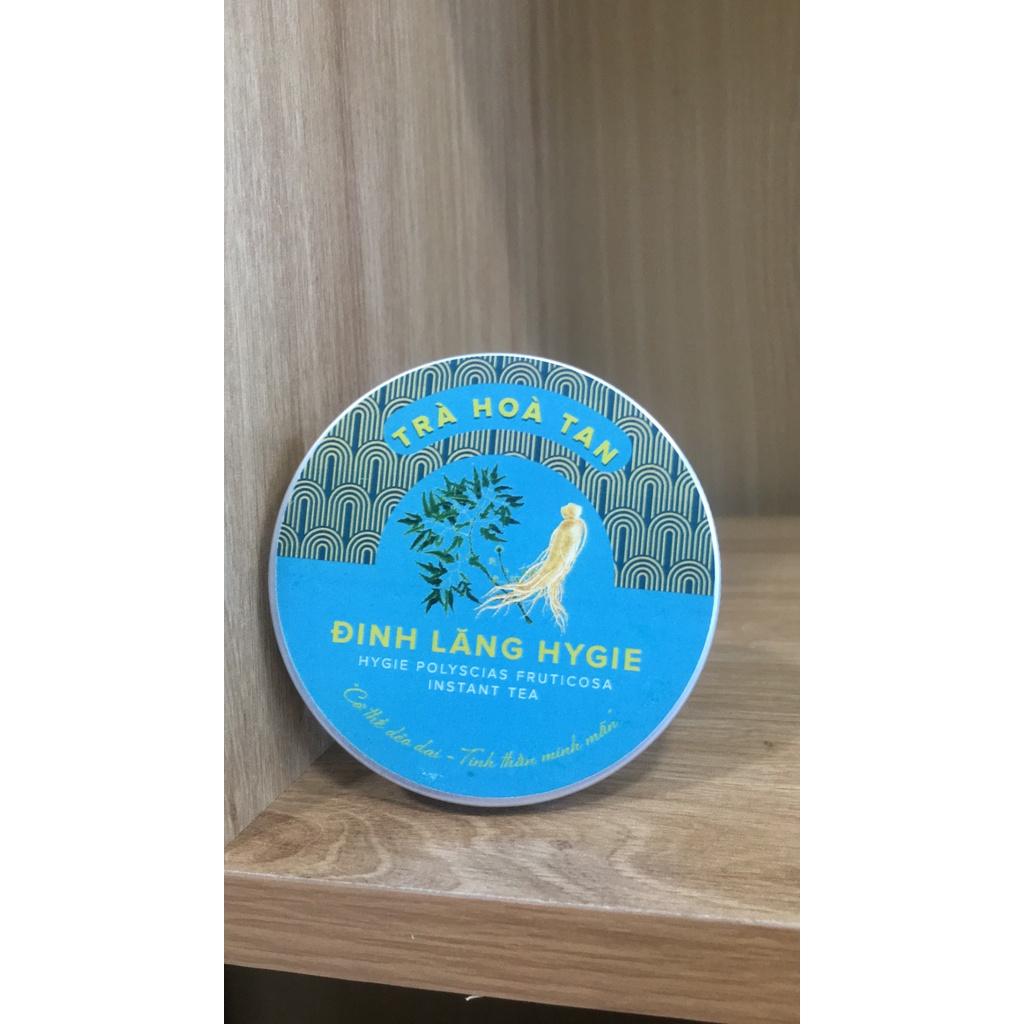 TRÀ HOÀ TAN
ĐINH LĂNG HYGIE
HYGIE POLYSCIAS FRUTICOSA
INSTANT TEA
"Cơ thể dẻo dai - Tinh thần minh mẫn"